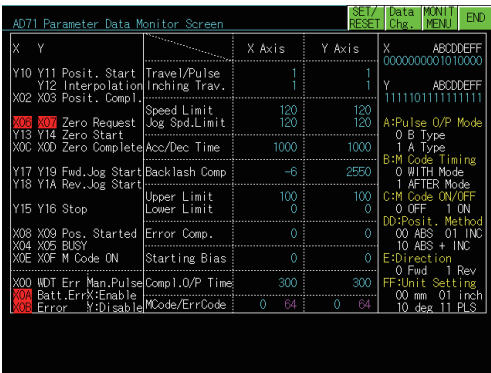 AD71 Parameter Data Monitor Screen
SET/ RESET
Data Chg.
MONIT MENU
END
X Y
X Axis
Y Axis
X ABCDDEFF
0000000001010000
Y10 Y11 Posit. Start
Travel/Pulse
1
1
Y12 Interpolation
Inching Trav.
1
1
Y ABCDDEFF
1111101111111111
X02 X03 Posit. Compl.
Speed Limit
120
120
X06 X07 Zero Request
Jog Spd.Limit
120
120
A:Pulse O/P Mode
Y13 Y14 Zero Start
0 B Type
X0C X0D Zero Complete
Acc/Dec Time
1000
1000
1 A Type
B:M Code Timing
Y17 Y19 Fwd.Jog Start
Backlash Comp
-6
2550
0 WITH Mode
Y18 Y1A Rev.Jog Start
1 AFTER Mode
Upper Limit
100
100
C:M Code ON/OFF
Y15 Y16 Stop
Lower Limit
0
0
0 OFF 1 ON
DD:Posit. Method
X08 X09 Pos. Started
Error Comp.
0
0
00 ABS 01 INC
X04 X05 BUSY
10 ABS + INC
X0E X0F M Code ON
Starting Bias
0
0
E:Direction
0 Fwd 1 Rev
X00 WDT Err Man.Pulse
Compl.O/P Time
300
300
FF:Unit Setting
X0A Batt.Err X:Enable
00 mm 01 inch
X0B Error Y:Disable
MCode/ErrCode
0 64
0 64
10 deg 11 PLS